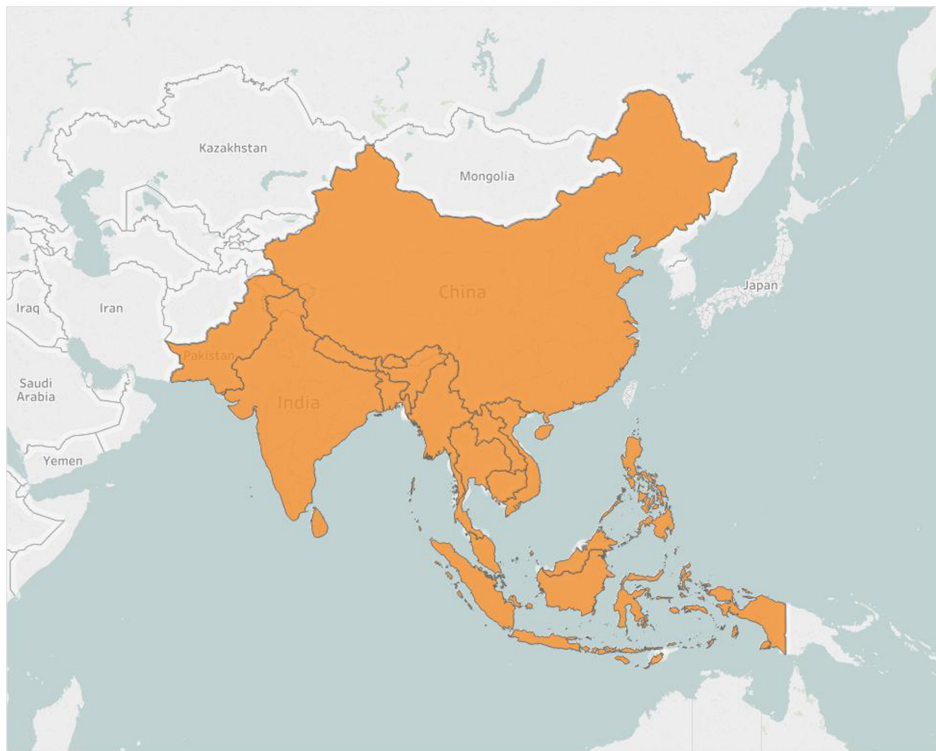 Kazakhstan
Mongolia
China
Japan
Iraq
Iran
Pakistan
Saudi
Arabia
India
Yemen